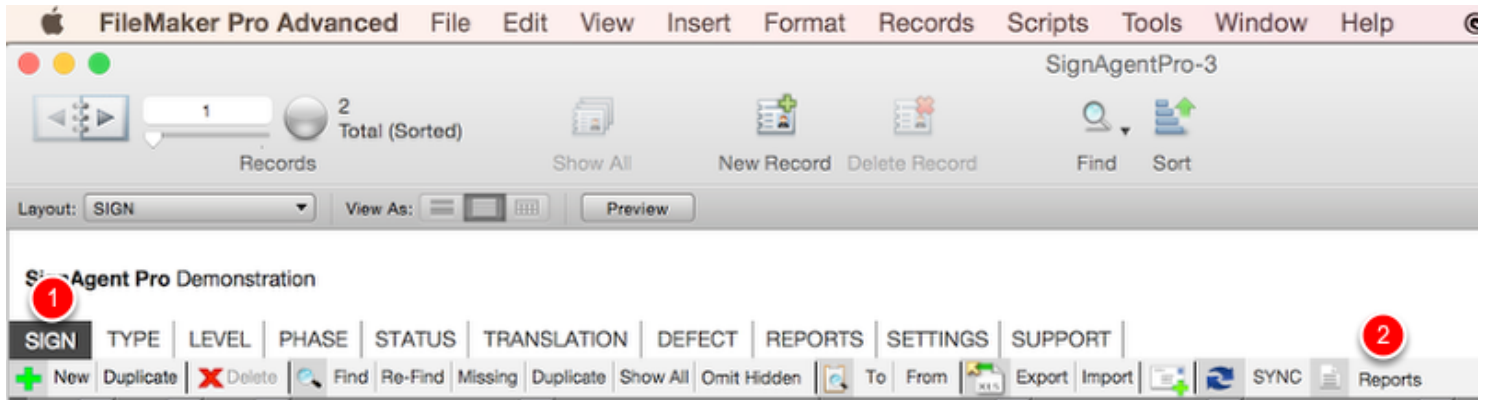 FileMaker Pro Advanced File Edit View Insert Format Records Scripts Tools Window Help
SignAgentPro-3
1 2
Total (Sorted)
Records Show All New Record Delete Record Find Sort
Layout: SIGN View As: Preview
SignAgent Pro Demonstration
1
SIGN TYPE LEVEL PHASE STATUS TRANSLATION DEFECT REPORTS SETTINGS SUPPORT
2
New Duplicate Delete Find Re-Find Missing Duplicate Show All Omit Hidden To From XLS Export Import SYNC Reports